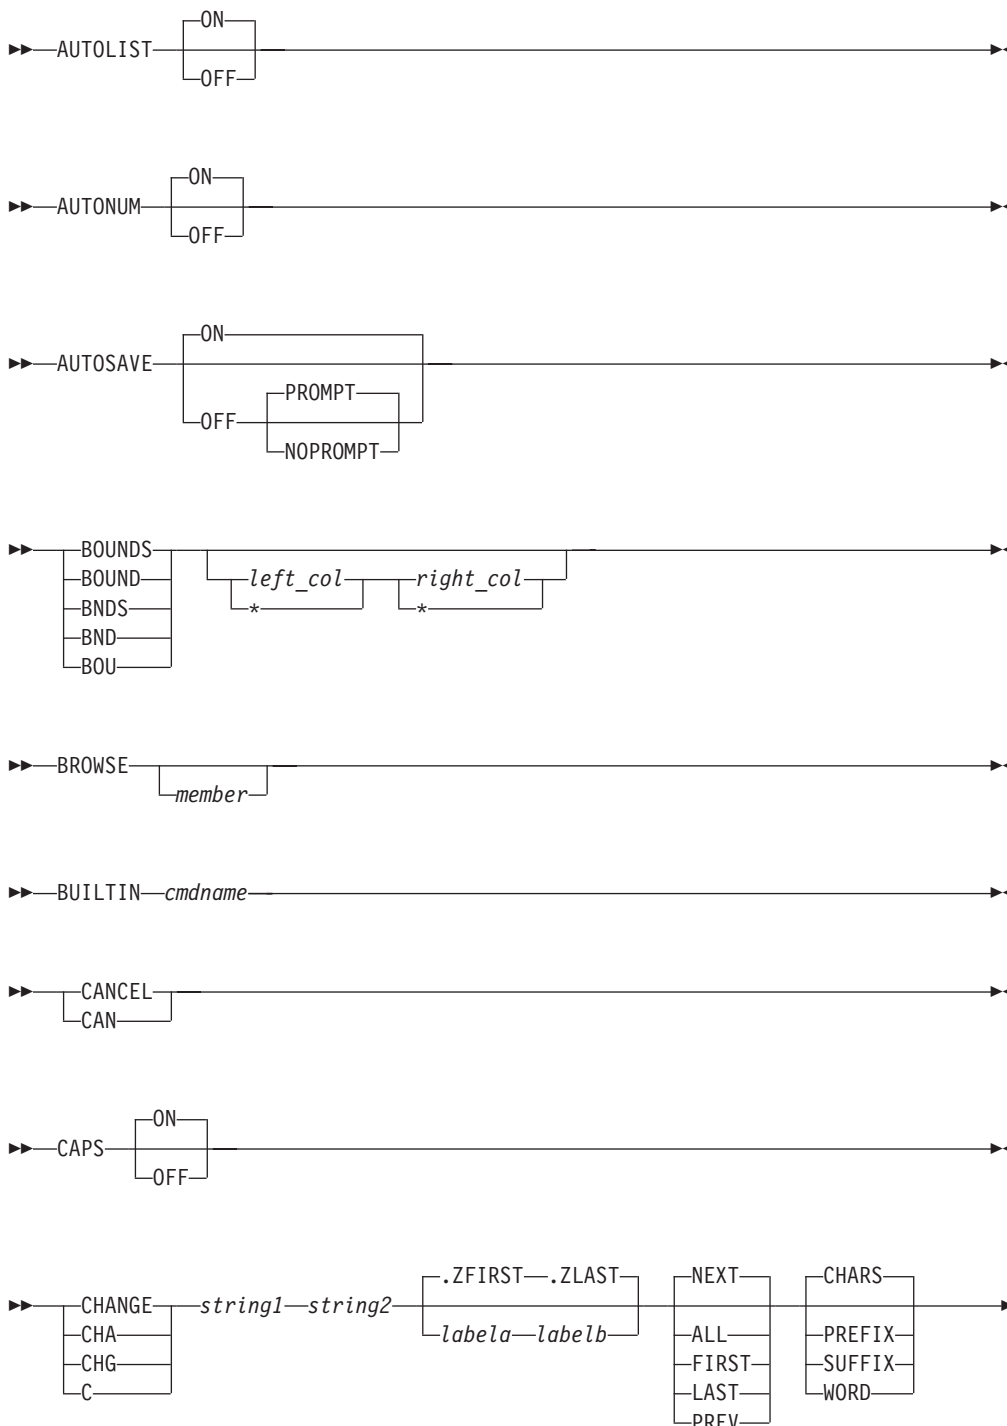 ON
AUTOLIST
OFF
ON
AUTONUM
OFF
ON
AUTOSAVE
PROMPT
OFF
NOPROMPT
BOUNDS
BOUND left_col right_col
BNDS * *
BND
BOU
BROWSE
member
BUILTIN cmdname
CANCEL
CAN
ON
CAPS
OFF
.ZFIRST .ZLAST NEXT CHARS
CHANGE string1 string2
CHA labela labelb ALL PREFIX
CHG FIRST SUFFIX
C LAST WORD
PREV